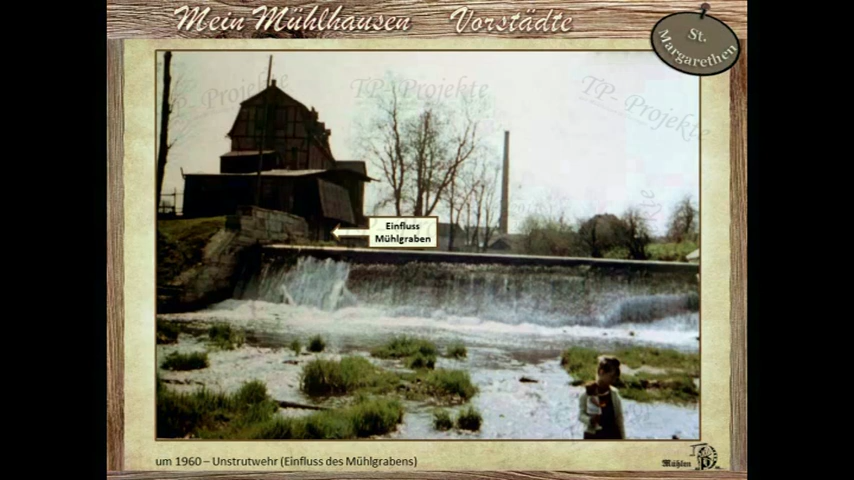 Mein Mühlhausen Vorstädte
St.
Margarethen
TP-Projekte TP-Projekte TP-Projekte
Einfluss
Mühlgraben
um 1960 – Unstrutwehr (Einfluss des Mühlgrabens)
Mühlen